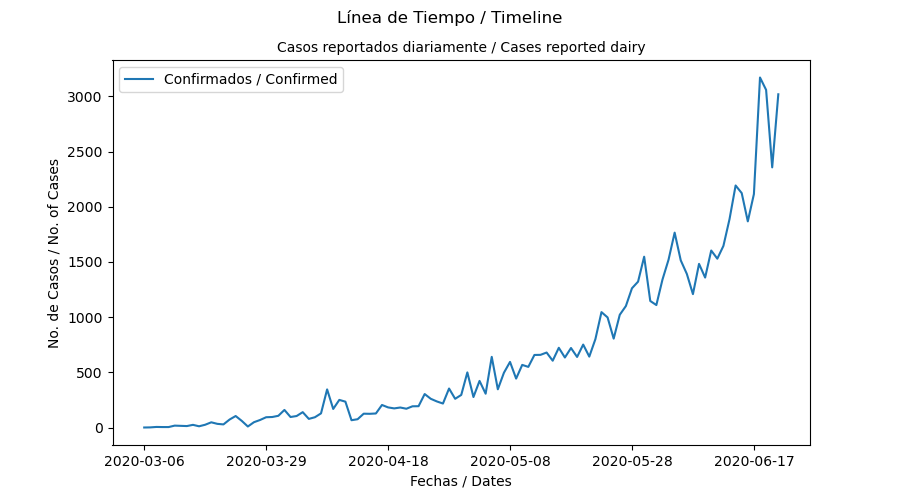 Línea de Tiempo / Timeline
Casos reportados diariamente / Cases reported dairy
Confirmados / Confirmed
No. de Casos / No. of Cases
3000
2500
2000
1500
1000
500
0
2020-03-06
2020-03-29
2020-04-18
2020-05-08
2020-05-28
2020-06-17
Fechas / Dates